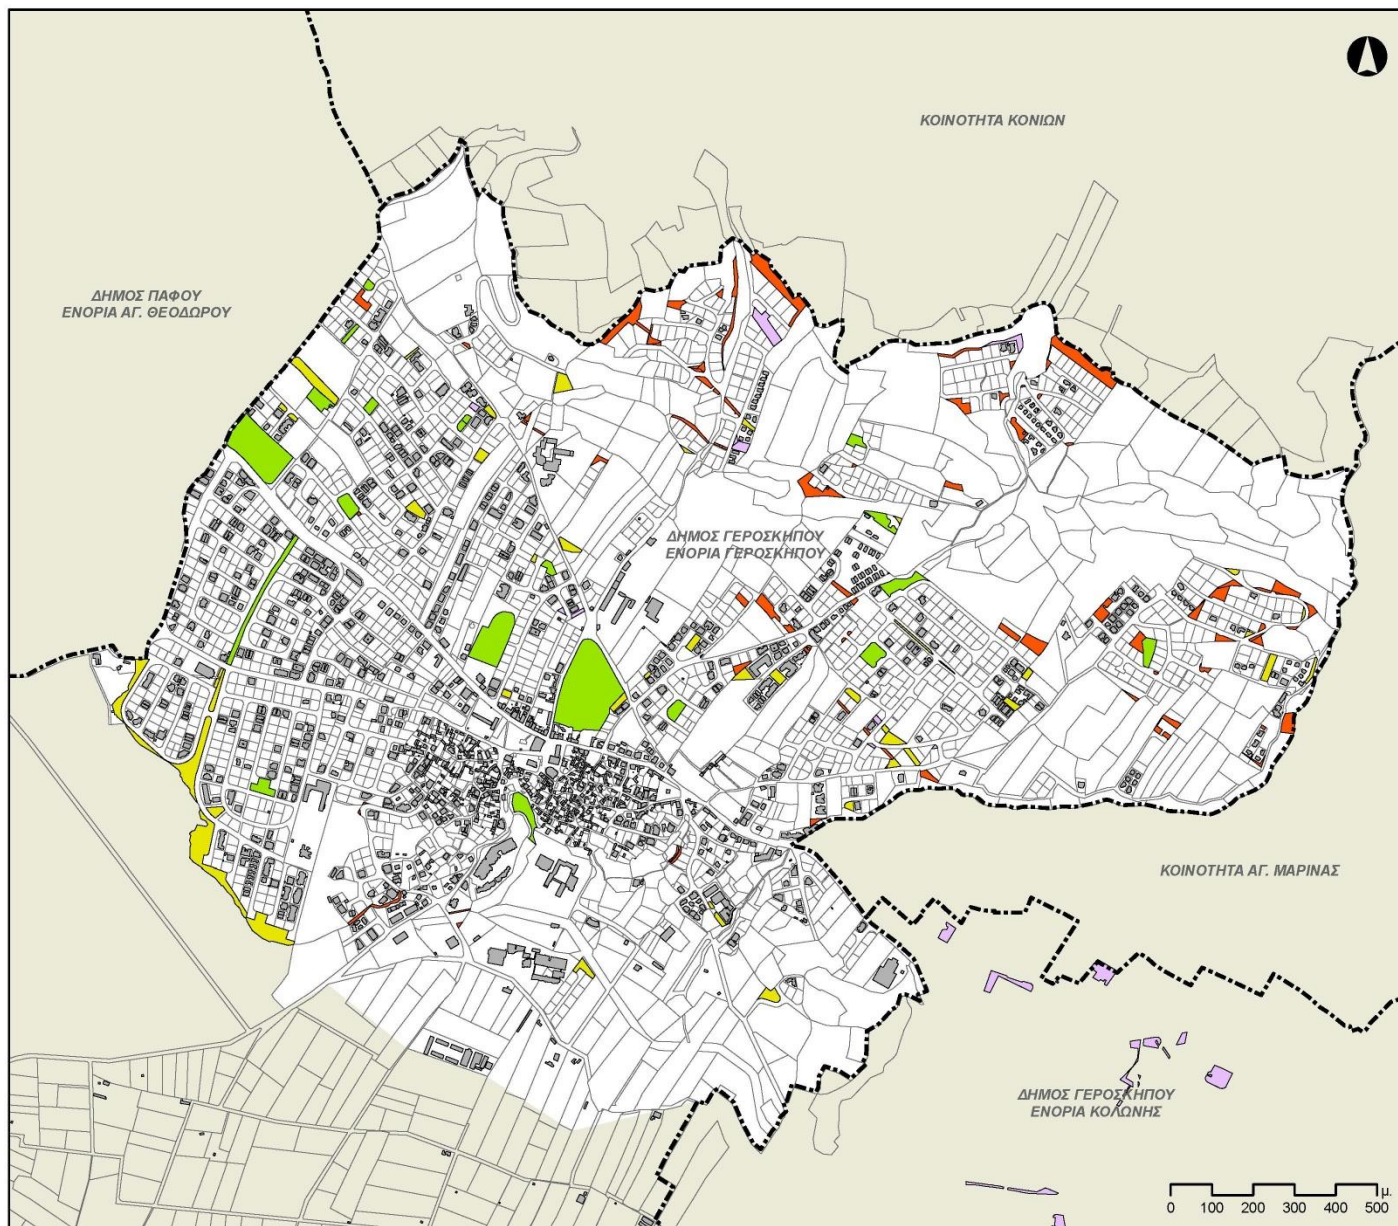 ΚΟΙΝΟΤΗΤΑ ΚΟΝΙΩΝ
ΔΗΜΟΣ ΠΑΦΟΥ
ΕΝΟΡΙΑ ΑΓ. ΘΕΟΔΩΡΟΥ
ΔΗΜΟΣ ΓΕΡΟΣΚΗΠΟΥ
ΕΝΟΡΙΑ ΓΕΡΟΣΚΗΠΟΥ
ΚΟΙΝΟΤΗΤΑ ΑΓ. ΜΑΡΙΝΑΣ
ΔΗΜΟΣ ΓΕΡΟΣΚΗΠΟΥ
ΕΝΟΡΙΑ ΚΟΛΩΝΗΣ
μ.
0 100 200 300 400 500